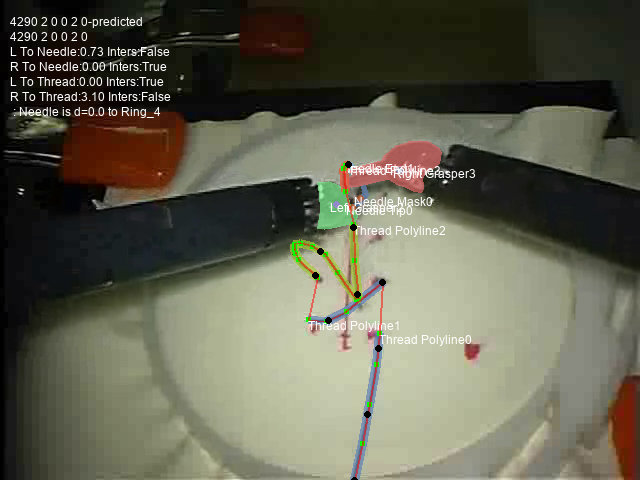 4290 2 0 0 2 0-predicted
4290 2 0 0 2 0
L To Needle:0.73 Inters:False
R To Needle:0.00 Inters:True
L To Thread:0.00 Inters:True
R To Thread:3.10 Inters:False
: Needle is d=0.0 to Ring_4
Right Grasper3
Needle Mask0
Thread Polyline2
Thread Polyline1
Thread Polyline0